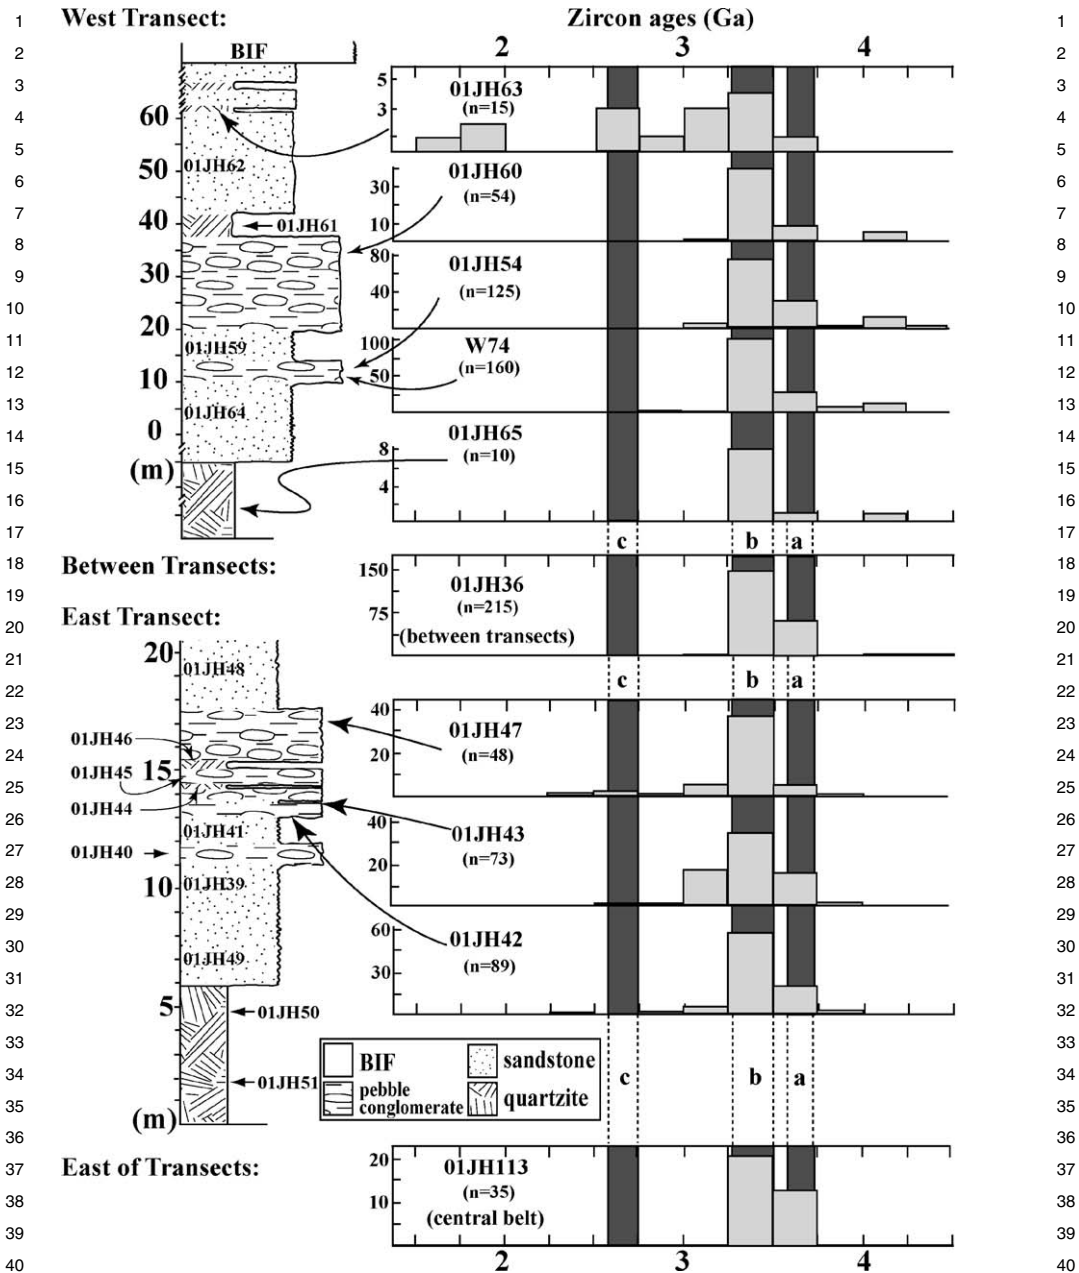 West Transect:
Zircon ages (Ga)
2 3 4
BIF
01JH63
(n=15)
5
3
60
50
40
30
20
10
0
(m)
01JH62
01JH61
01JH59
01JH64
01JH60
(n=54)
30
10
01JH54
(n=125)
80
40
W74
(n=160)
100
50
01JH65
(n=10)
8
4
c b a
Between Transects:
01JH36
(n=215)
(between transects)
150
75
c b a
East Transect:
20
15
10
5
(m)
01JH48
01JH46
01JH45
01JH44
01JH41
01JH40
01JH39
01JH49
01JH50
01JH51
01JH47
(n=48)
40
20
01JH43
(n=73)
40
20
01JH42
(n=89)
60
30
BIF
sandstone
pebble
conglomerate
quartzite
c b a
East of Transects:
01JH113
(n=35)
(central belt)
20
10
2 3 4
1 1
2 2
3 3
4 4
5 5
6 6
7 7
8 8
9 9
10 10
11 11
12 12
13 13
14 14
15 15
16 16
17 17
18 18
19 19
20 20
21 21
22 22
23 23
24 24
25 25
26 26
27 27
28 28
29 29
30 30
31 31
32 32
33 33
34 34
35 35
36 36
37 37
38 38
39 39
40 40